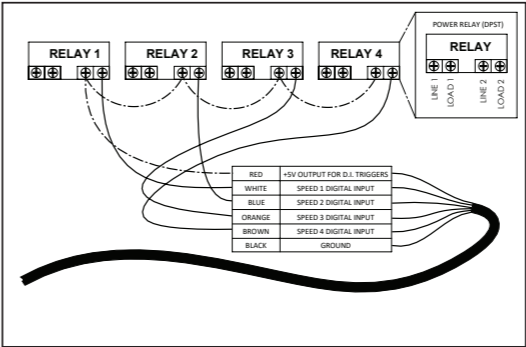 POWER RELAY (DPST)
RELAY 1 RELAY 2 RELAY 3 RELAY 4
RELAY
LINE 1
LOAD 1
LINE 2
LOAD 2
RED +5V OUTPUT FOR D.I. TRIGGERS
WHITE SPEED 1 DIGITAL INPUT
BLUE SPEED 2 DIGITAL INPUT
ORANGE SPEED 3 DIGITAL INPUT
BROWN SPEED 4 DIGITAL INPUT
BLACK GROUND